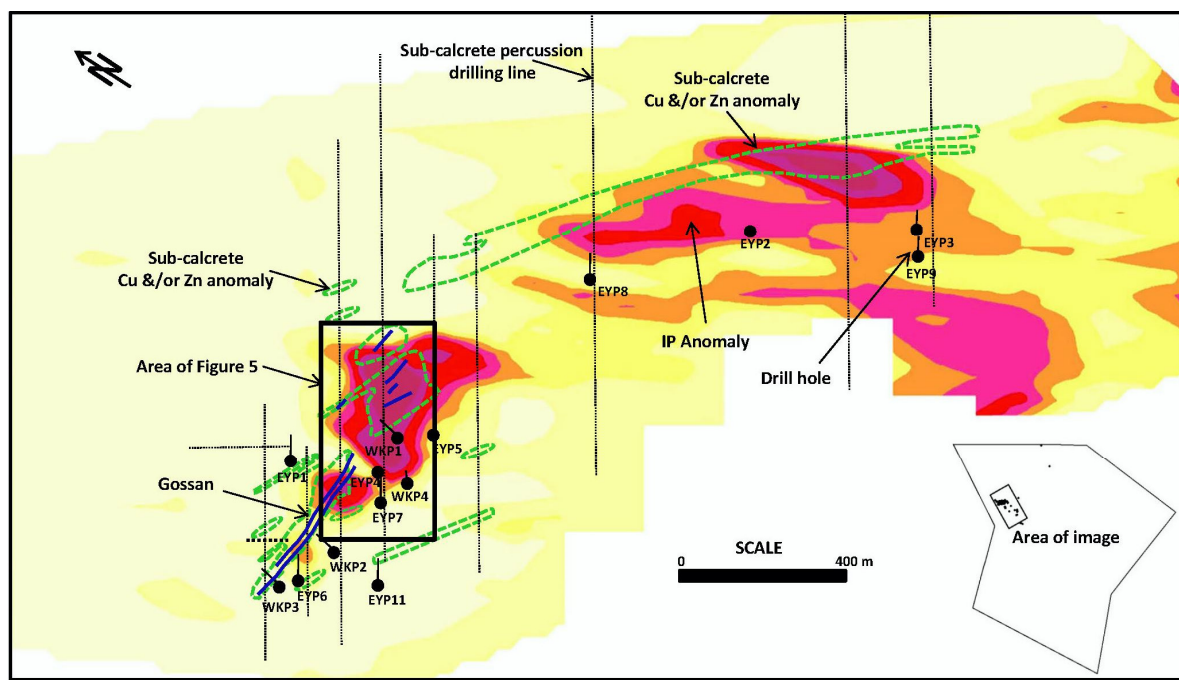 Sub-calcrete percussion
drilling line
Sub-calcrete
Cu &/or Zn anomaly
N
EYP2
EYP3
EYP9
EYP8
Sub-calcrete
Cu &/or Zn anomaly
IP Anomaly
Area of Figure 5
Drill hole
WKP1
EYP5
EYP1
EYP4
Gossan
WKP4
EYP7
WKP2
WKP3
EYP6
EYP11
SCALE
0
400 m
Area of image